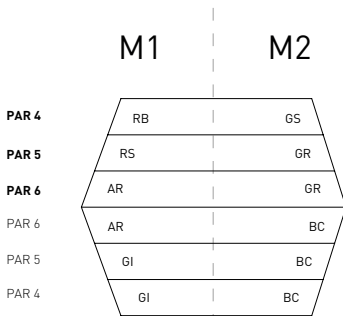 M1 M2
PAR 4 RB GS
PAR 5 RS GR
PAR 6 AR GR
PAR 6 AR BC
PAR 5 GI BC
PAR 4 GI BC